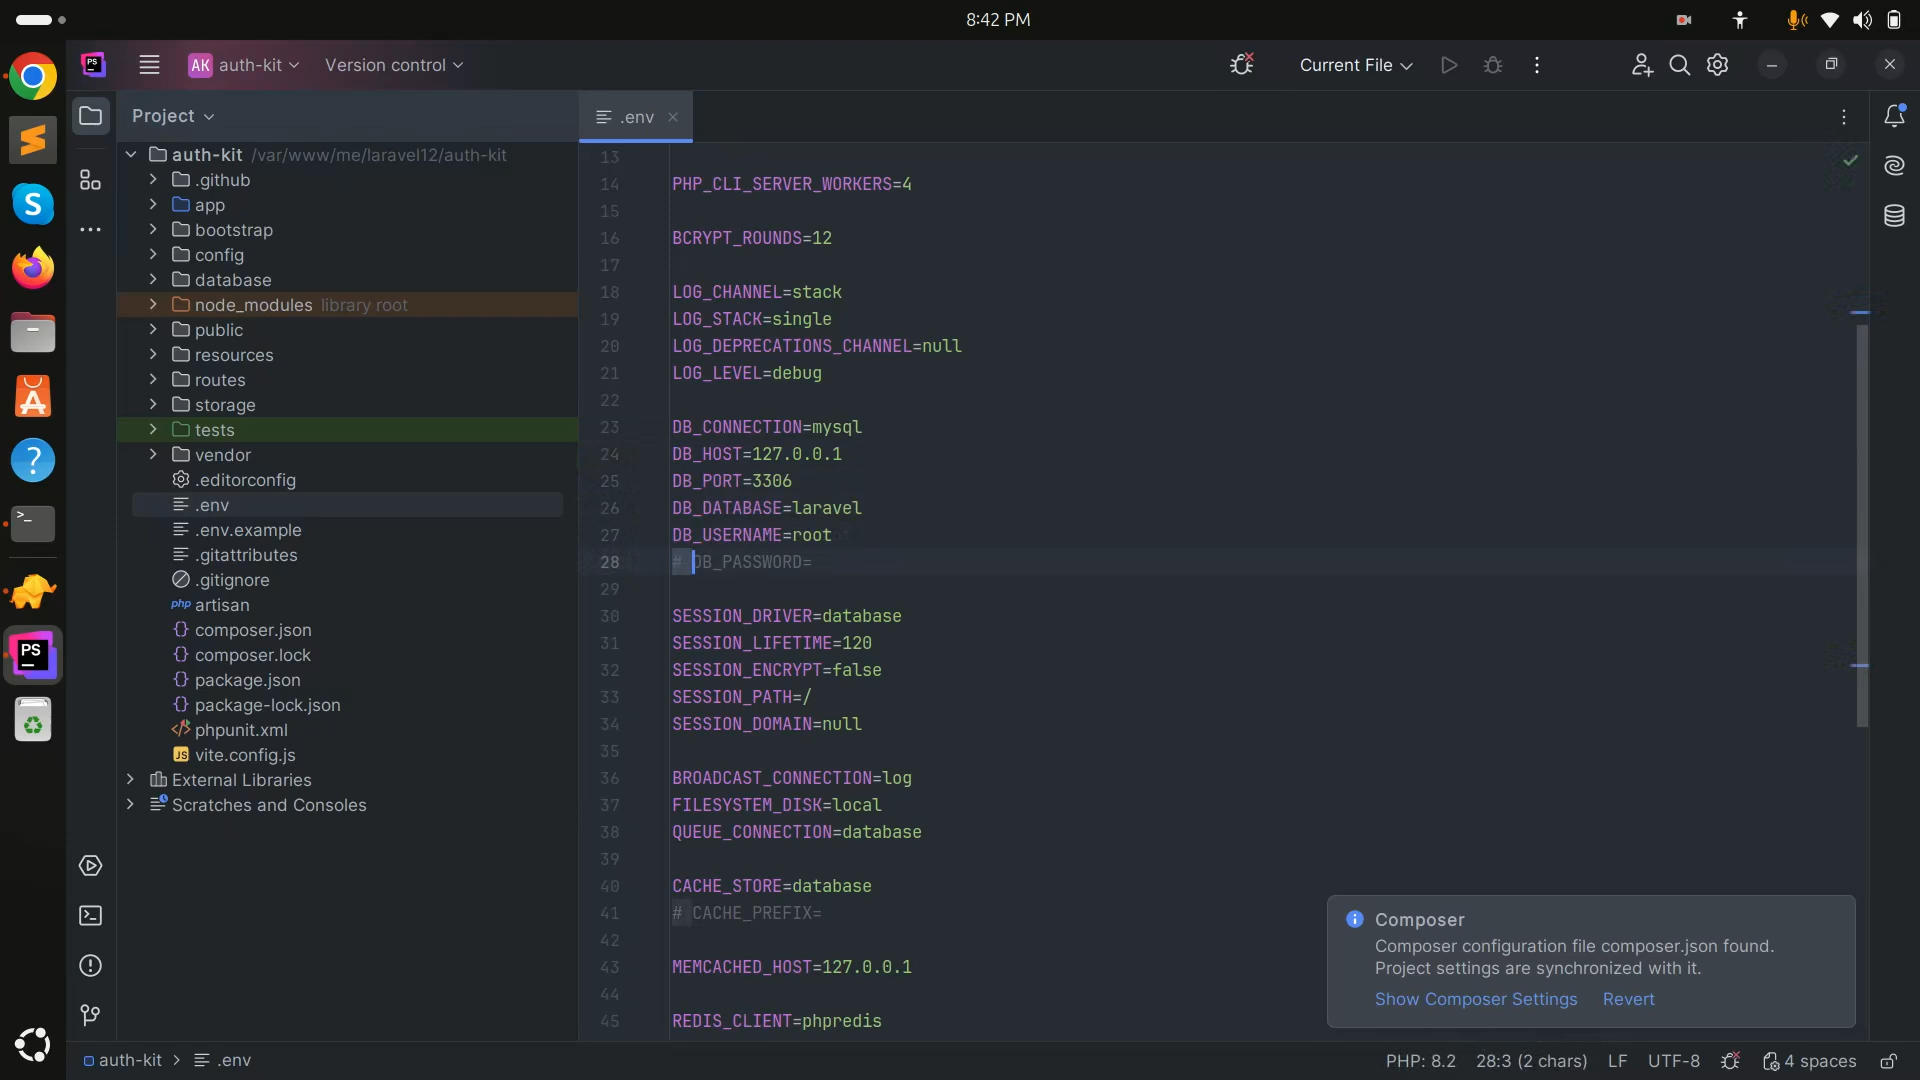 8:42 PM
PS
AK auth-kit
Version control
Current File
Project
.env
auth-kit /var/www/me/laravel12/auth-kit
.github
app
bootstrap
config
database
node_modules library root
public
resources
routes
storage
tests
vendor
.editorconfig
.env
.env.example
.gitattributes
.gitignore
php artisan
composer.json
composer.lock
package.json
package-lock.json
phpunit.xml
JS vite.config.js
External Libraries
Scratches and Consoles
13
14 PHP_CLI_SERVER_WORKERS=4
15
16 BCRYPT_ROUNDS=12
17
18 LOG_CHANNEL=stack
19 LOG_STACK=single
20 LOG_DEPRECATIONS_CHANNEL=null
21 LOG_LEVEL=debug
22
23 DB_CONNECTION=mysql
24 DB_HOST=127.0.0.1
25 DB_PORT=3306
26 DB_DATABASE=laravel
27 DB_USERNAME=root
28 # DB_PASSWORD=
29
30 SESSION_DRIVER=database
31 SESSION_LIFETIME=120
32 SESSION_ENCRYPT=false
33 SESSION_PATH=/
34 SESSION_DOMAIN=null
35
36 BROADCAST_CONNECTION=log
37 FILESYSTEM_DISK=local
38 QUEUE_CONNECTION=database
39
40 CACHE_STORE=database
41 # CACHE_PREFIX=
42
43 MEMCACHED_HOST=127.0.0.1
44
45 REDIS_CLIENT=phpredis
Composer
Composer configuration file composer.json found.
Project settings are synchronized with it.
Show Composer Settings Revert
S
A
?
>_
PS
auth-kit > .env
PHP: 8.2 28:3 (2 chars) LF UTF-8 4 spaces